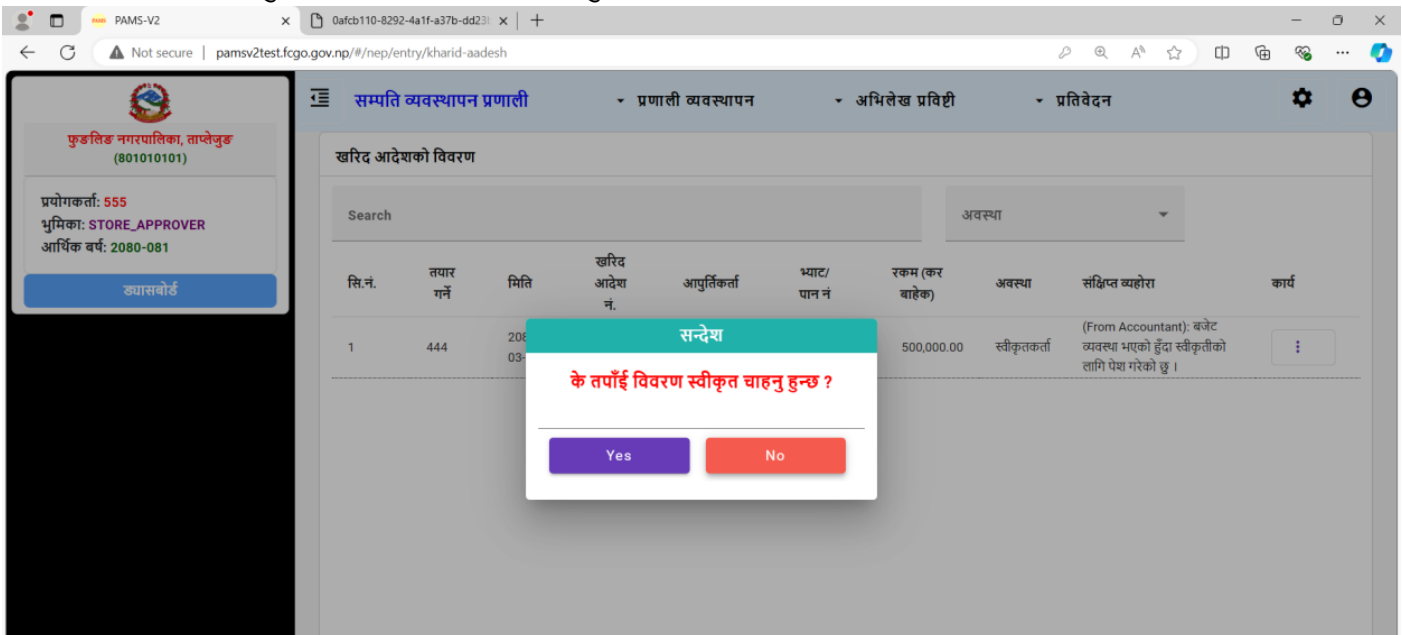 PAMS-V2
0afcb110-8292-4a1f-a37b-dd23
Not secure | pamsv2test.fcgo.gov.np/#/nep/entry/kharid-aadesh
सम्पति व्यवस्थापन प्रणाली
प्रणाली व्यवस्थापन
अभिलेख प्रविष्टी
प्रतिवेदन
फुङलिङ नगरपालिका, ताप्लेजुङ
(801010101)
प्रयोगकर्ता: 555
भुमिका: STORE_APPROVER
आर्थिक बर्ष: 2080-081
ड्यासबोर्ड
खरिद आदेशको विवरण
Search
अवस्था
सि.नं.
तयार
गर्ने
मिति
खरिद
आदेश
नं.
आपुर्तिकर्ता
भ्याट/
पान नं
रकम (कर
बाहेक)
अवस्था
संक्षिप्त व्यहोरा
कार्य
1
444
208
03-
500,000.00
स्वीकृतकर्ता
(From Accountant): बजेट
व्यवस्था भएको हुँदा स्वीकृतीको
लागि पेश गरेको छु ।
सन्देश
के तपाँई विवरण स्वीकृत चाहनु हुन्छ ?
Yes
No